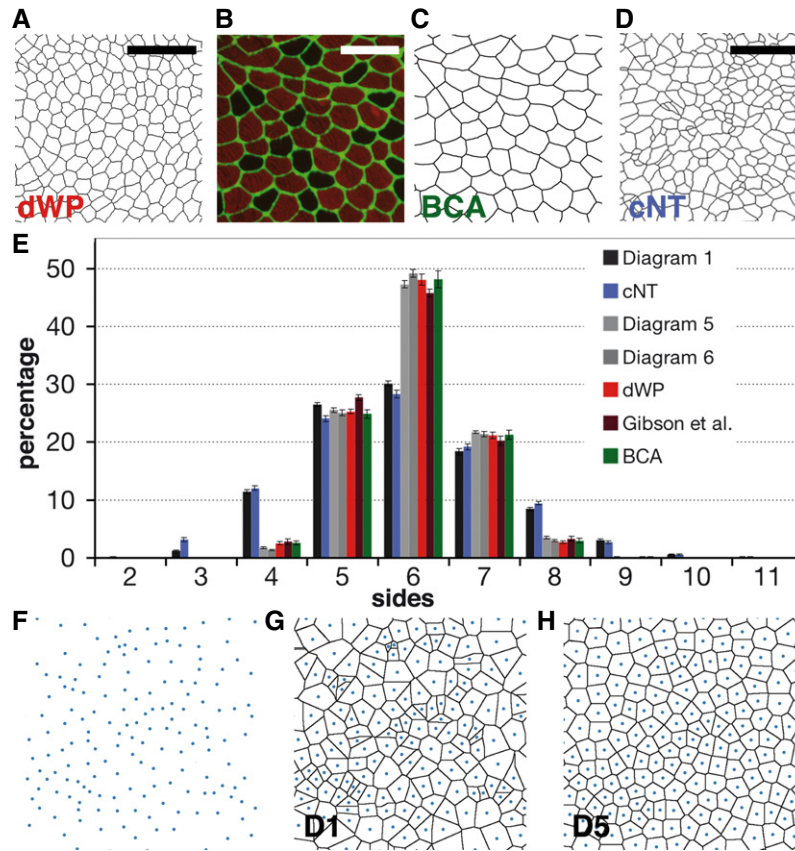 A B C D
dWP BCA cNT
E
percentage
50
40
30
20
10
0
2 3 4 5 6 7 8 9 10 11
sides
Diagram 1
cNT
Diagram 5
Diagram 6
dWP
Gibson et al.
BCA
F G H
D1 D5